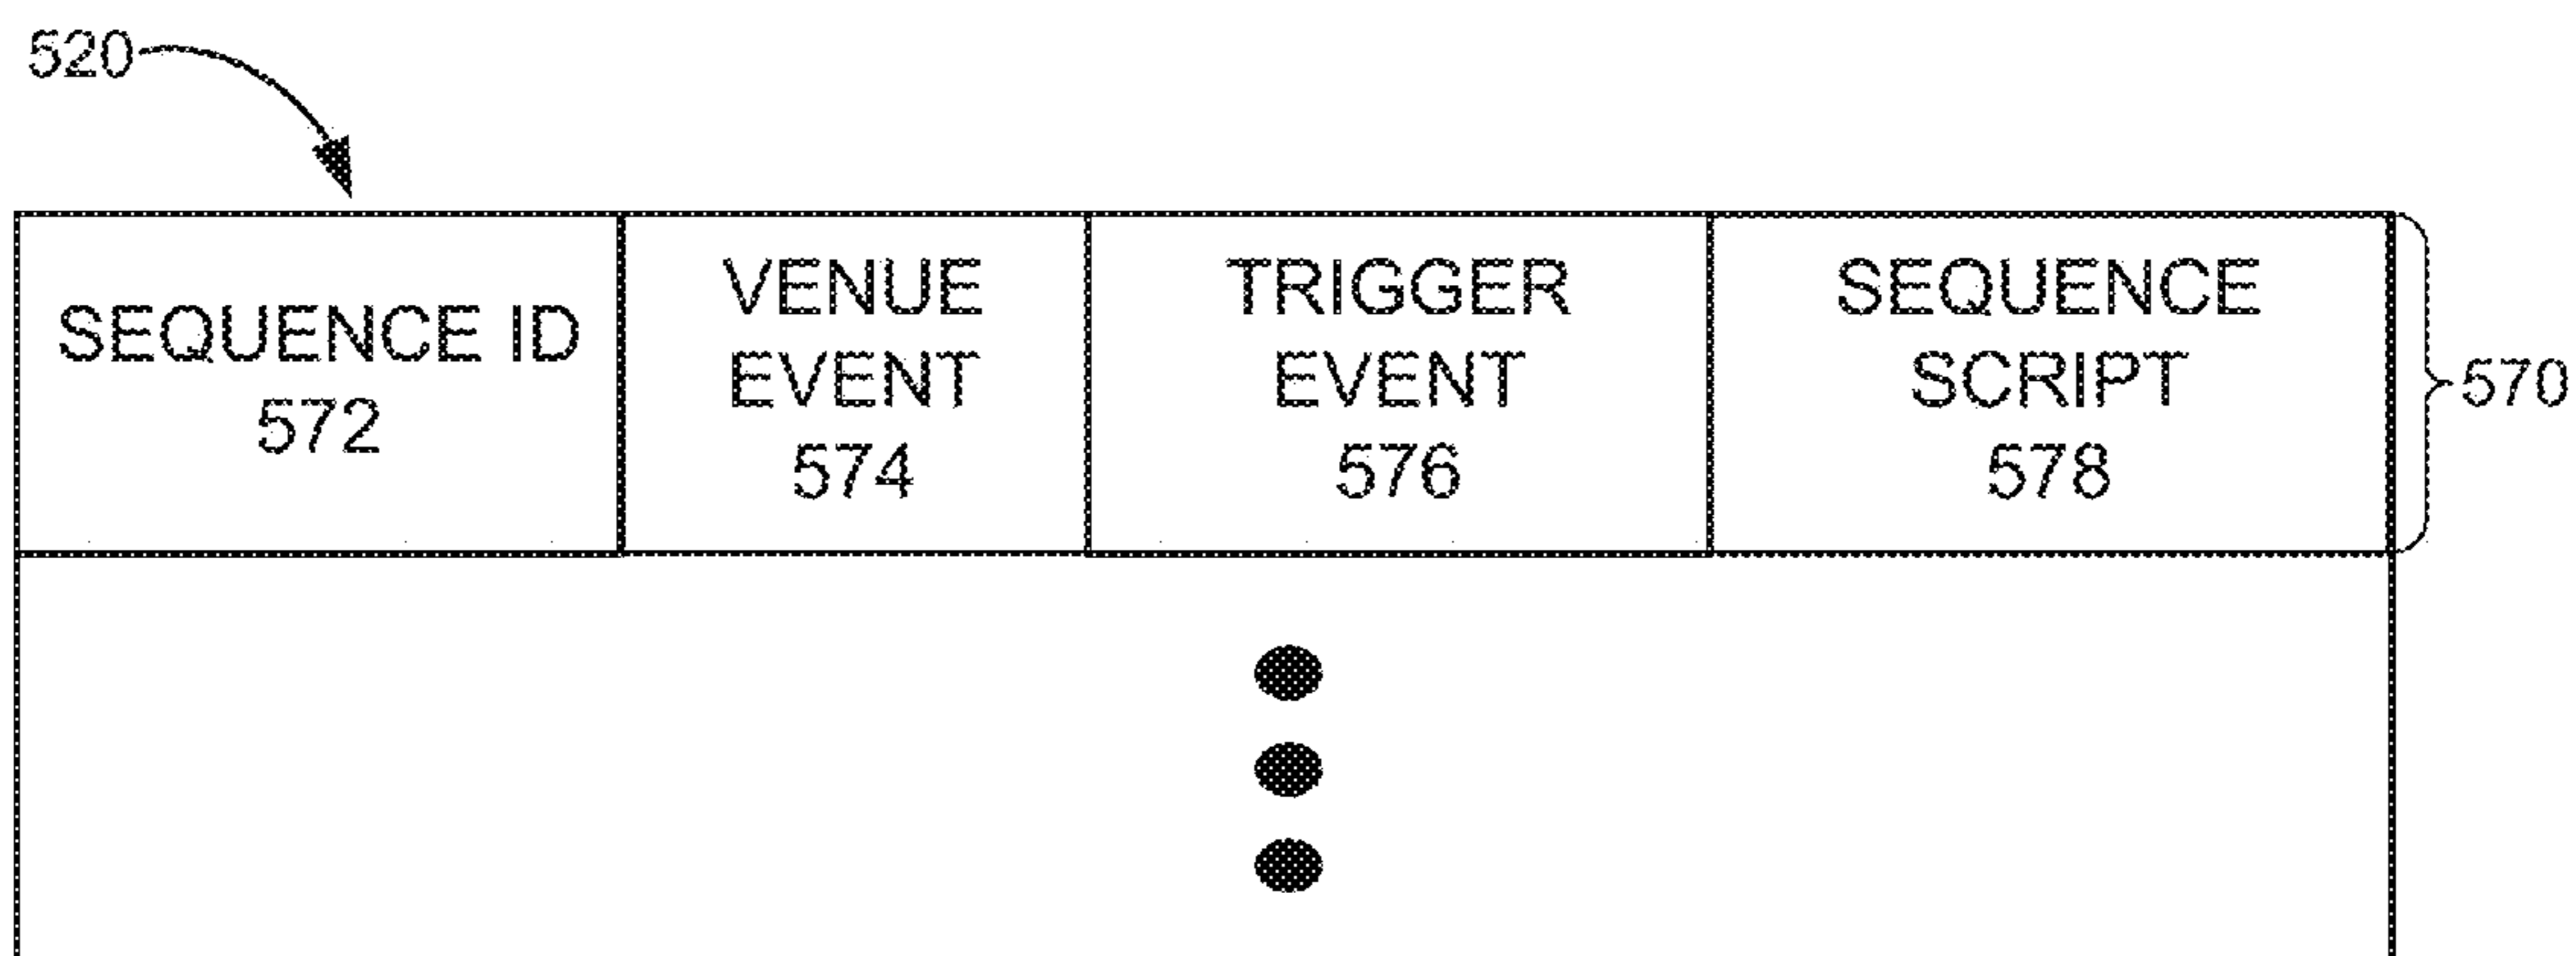 520
SEQUENCE ID
572
VENUE
EVENT
574
TRIGGER
EVENT
576
SEQUENCE
SCRIPT
578
570